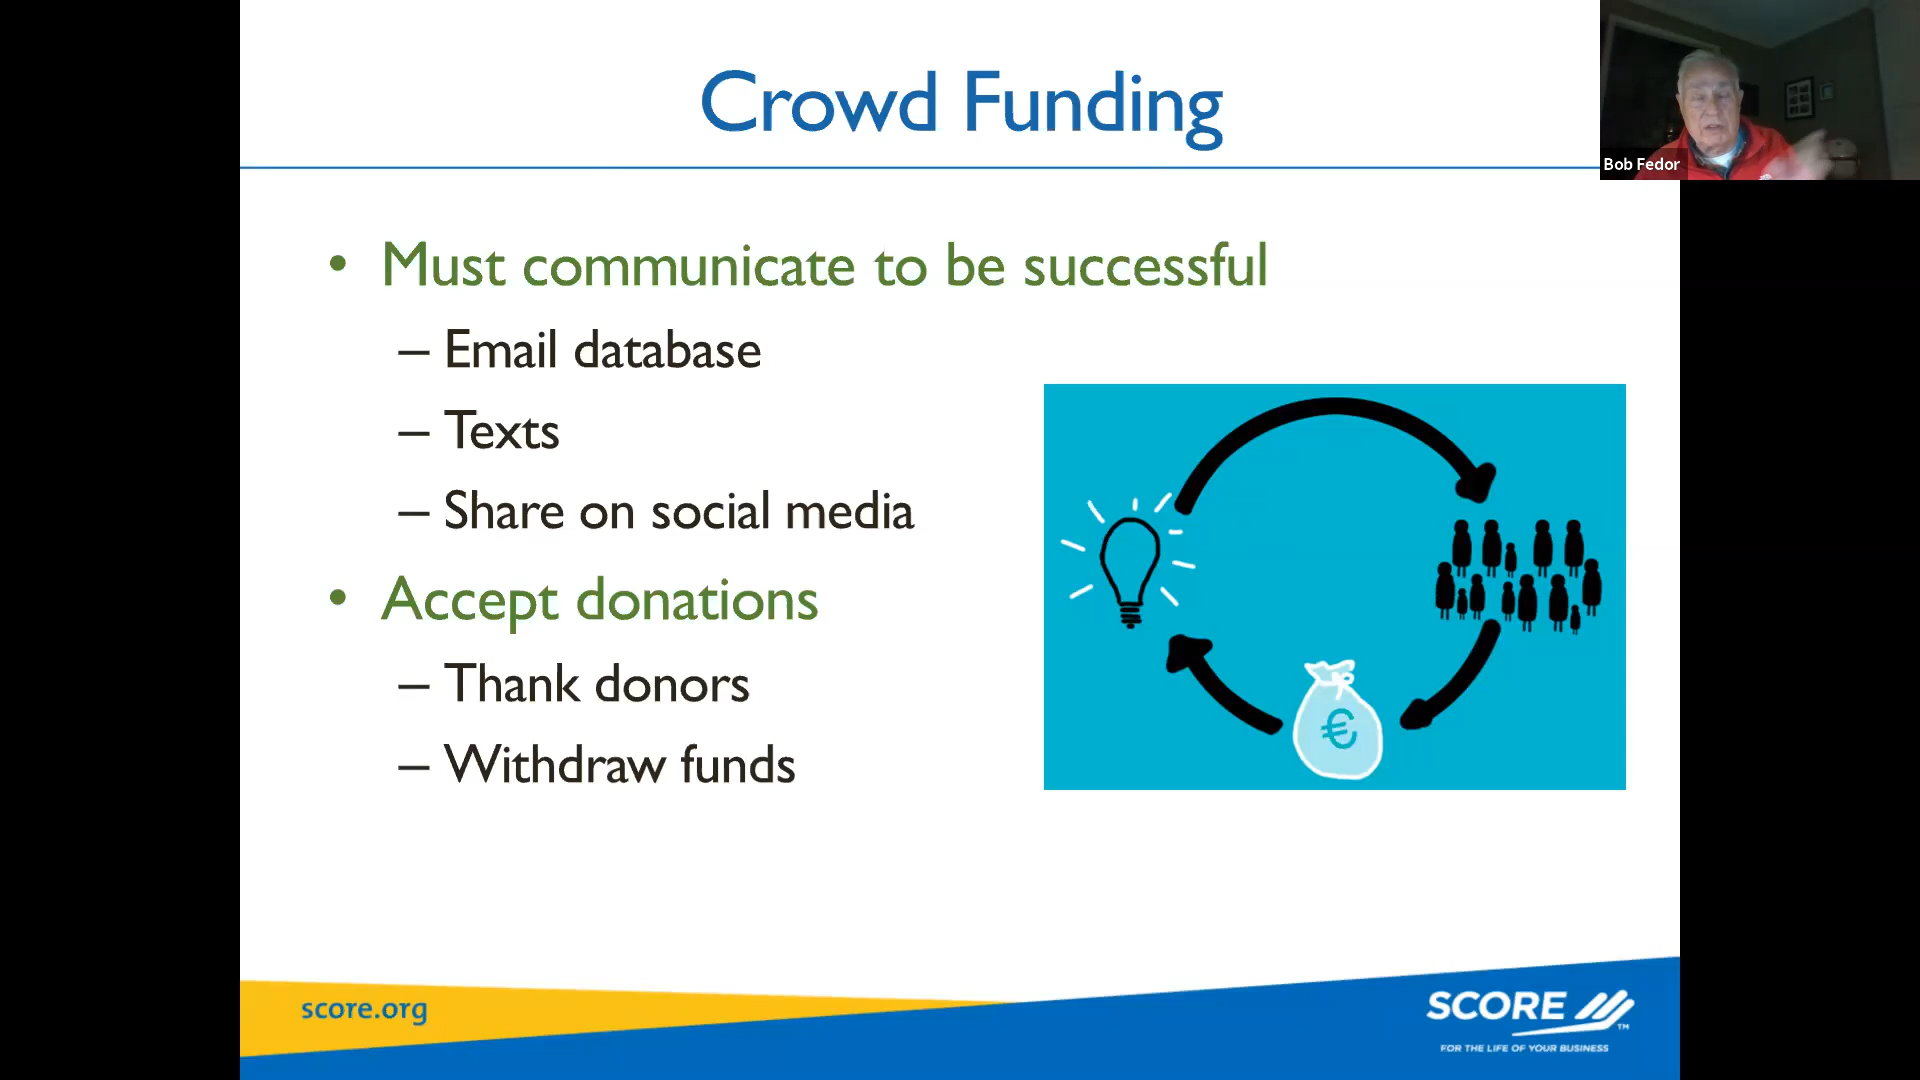 Crowd Funding
Bob Fedor
• Must communicate to be successful
– Email database
– Texts
– Share on social media
• Accept donations
– Thank donors
– Withdraw funds
€
score.org
SCORE
TM
FOR THE LIFE OF YOUR BUSINESS